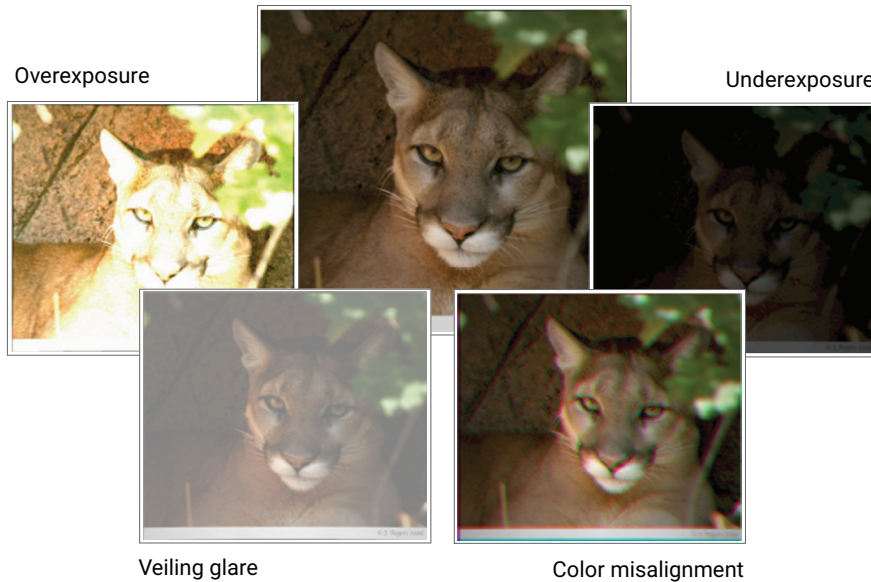 Overexposure
Underexposure
Veiling glare
Color misalignment